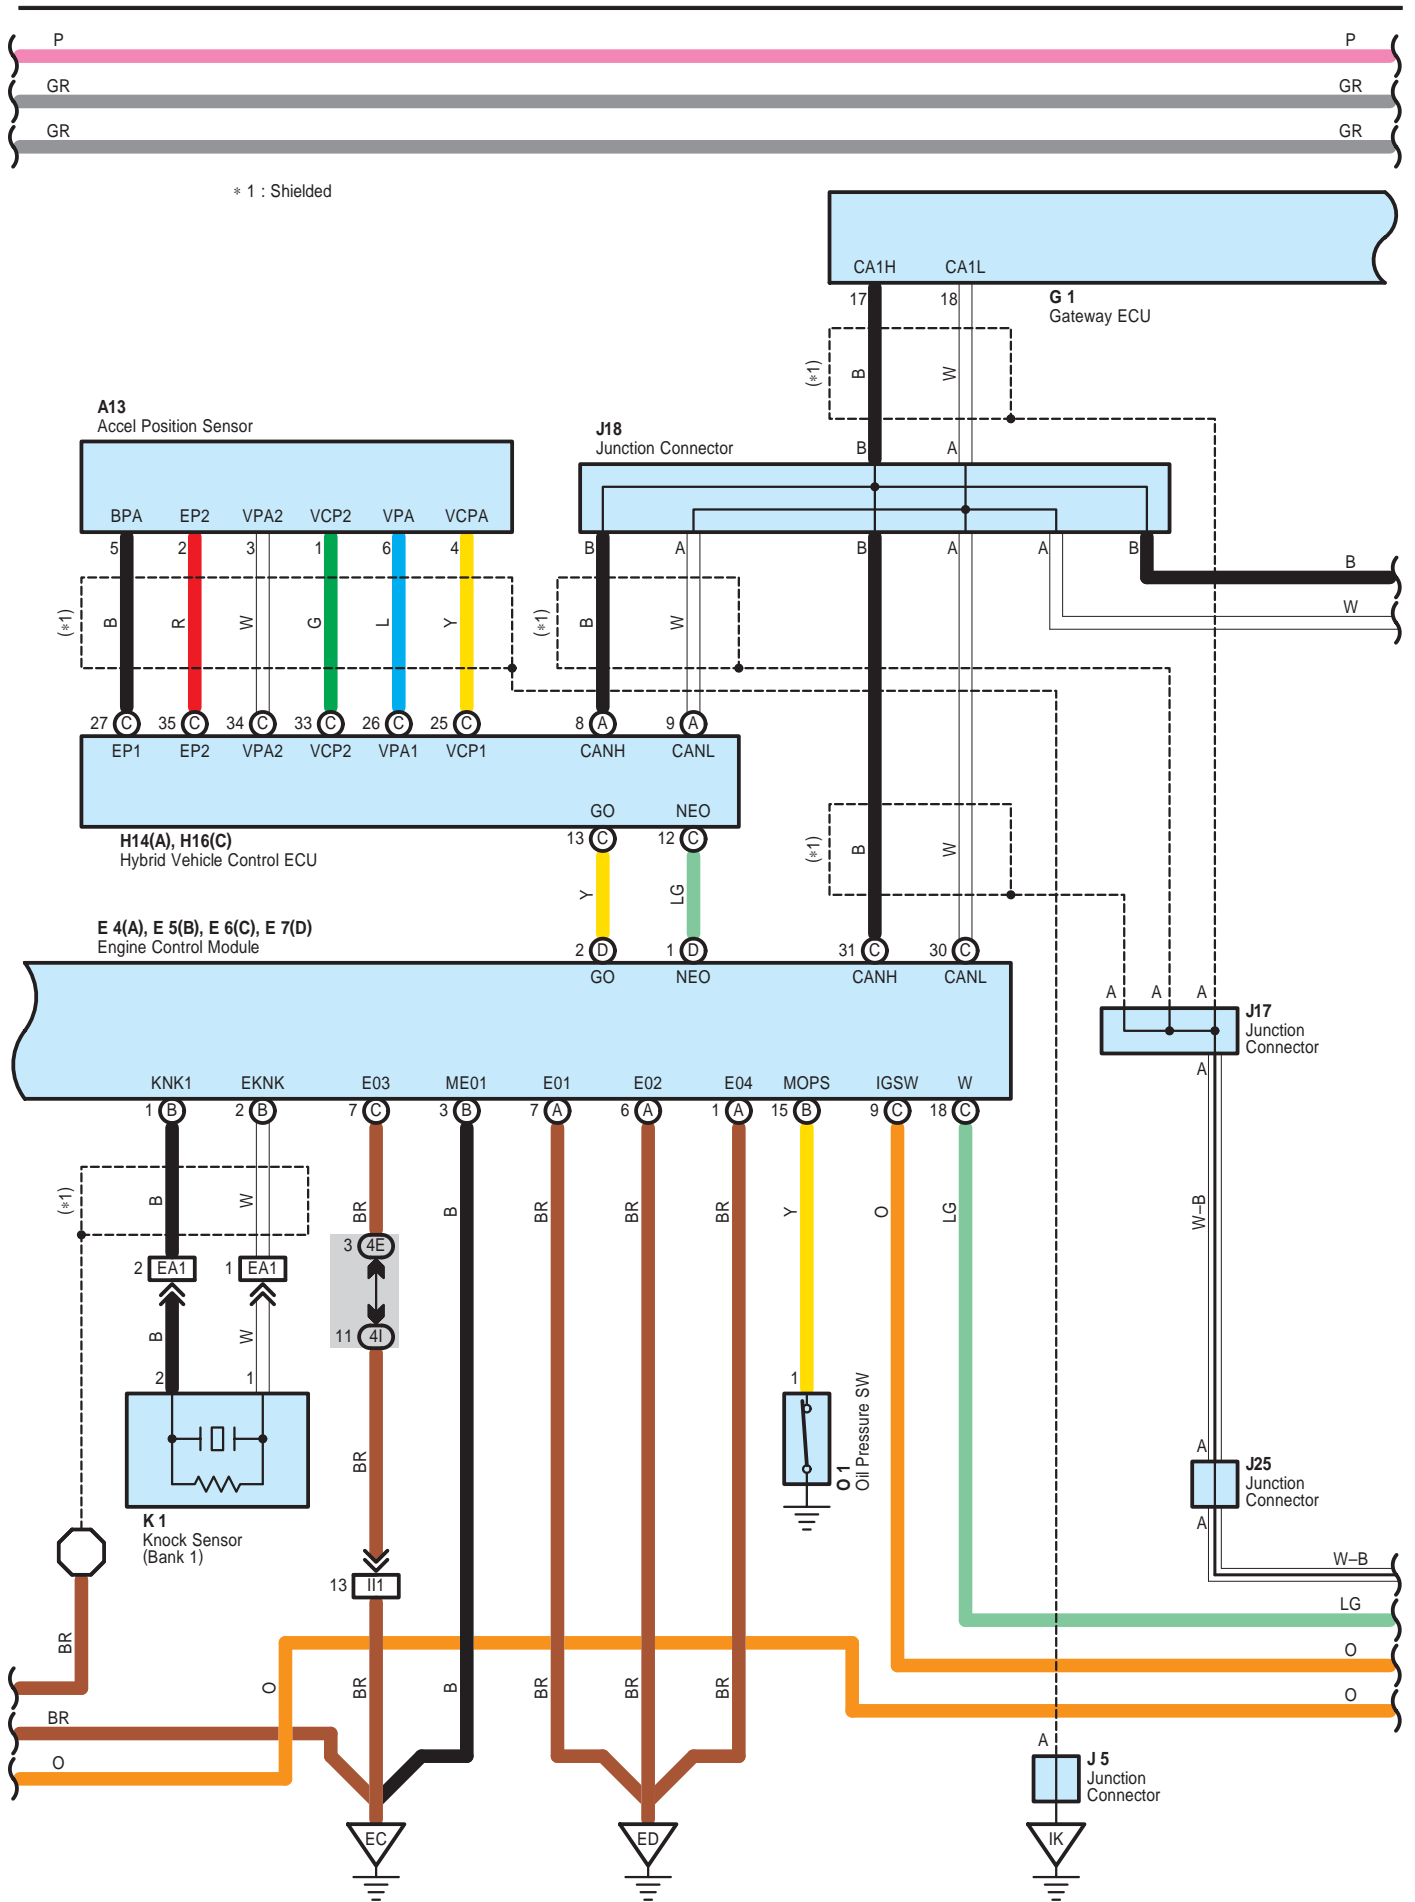 P P
GR GR
GR GR
* 1 : Shielded
CA1H CA1L
17 18
G 1
Gateway ECU
(*1) B W
A13
Accel Position Sensor
J18
Junction Connector
B A
BPA EP2 VPA2 VCP2 VPA VCPA
5 2 3 1 6 4
B A B A A B
B
W
(*1) B R W G L Y
(*1) B W
27 C 35 C 34 C 33 C 26 C 25 C
8 A 9 A
EP1 EP2 VPA2 VCP2 VPA1 VCP1 CANH CANL
GO NEO
H14(A), H16(C)
Hybrid Vehicle Control ECU
13 C 12 C
(*1) B W
Y LG
E 4(A), E 5(B), E 6(C), E 7(D)
Engine Control Module
2 D 1 D 31 C 30 C
GO NEO CANH CANL
A A A
J17
Junction
Connector
A
KNK1 EKNK E03 ME01 E01 E02 E04 MOPS IGSW W
1 B 2 B 7 C 3 B 7 A 6 A 1 A 15 B 9 C 18 C
(*1) B W BR B BR BR BR Y O LG W–B
3 4E
2 EA1 1 EA1
11 4I
B W
2 1
1
BR
O 1
Oil Pressure SW
A
J25
Junction
Connector
A
K 1
Knock Sensor
(Bank 1)
W–B
13 II1
LG
BR
O
O BR B BR BR BR
O
BR
O
A
J 5
Junction
Connector
EC ED IK